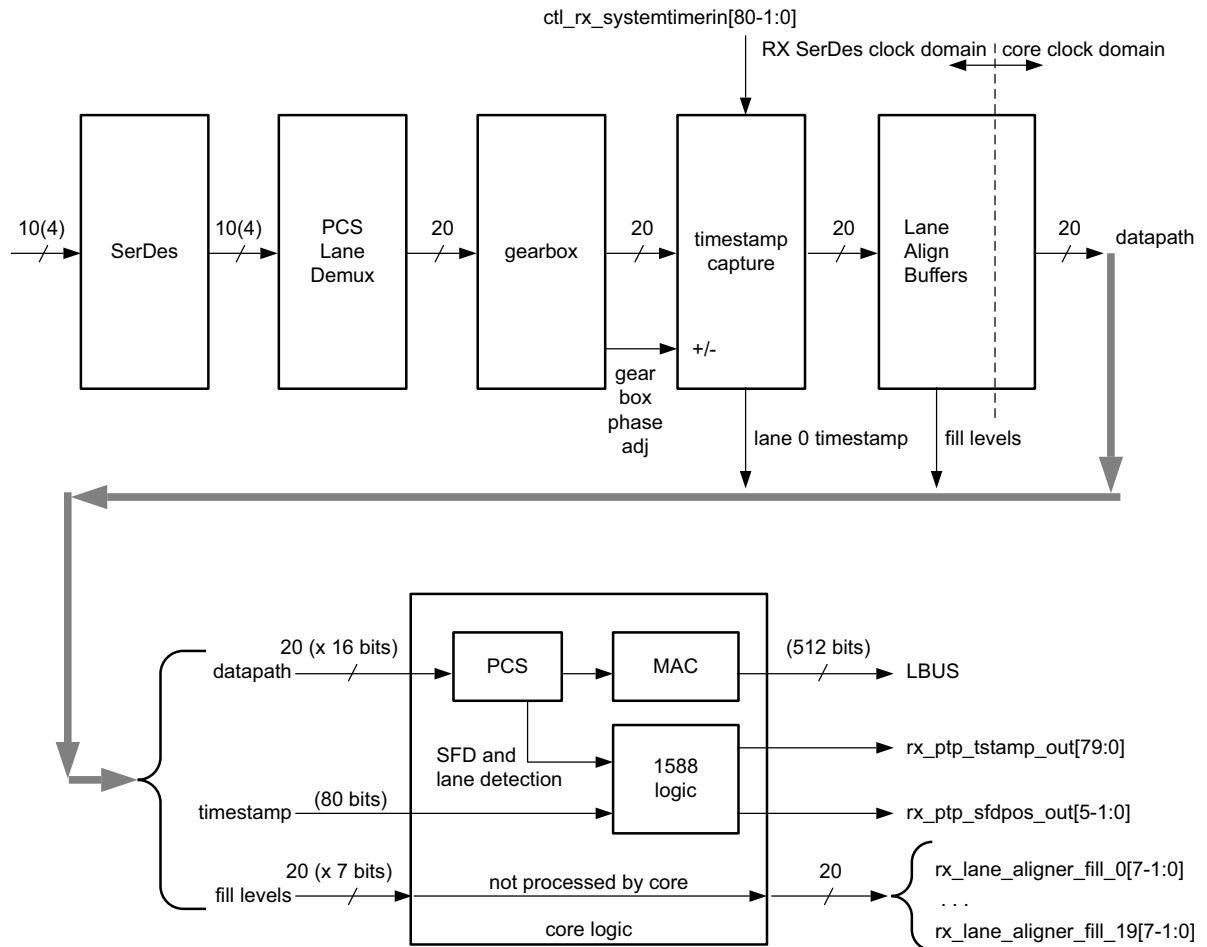 ctl_rx_systemtimerin[80-1:0]
RX SerDes clock domain
core clock domain
10(4)
SerDes
10(4)
PCS
Lane
Demux
20
gearbox
20
timestamp
capture
+/-
20
Lane
Align
Buffers
20
datapath
gear
box
phase
adj
lane 0 timestamp
fill levels
datapath
20 (x 16 bits)
PCS
MAC
(512 bits)
LBUS
SFD and
lane detection
1588
logic
rx_ptp_tstamp_out[79:0]
timestamp
(80 bits)
rx_ptp_sfdpos_out[5-1:0]
fill levels
20 (x 7 bits)
not processed by core
20
rx_lane_aligner_fill_0[7-1:0]
. . .
rx_lane_aligner_fill_19[7-1:0]
core logic